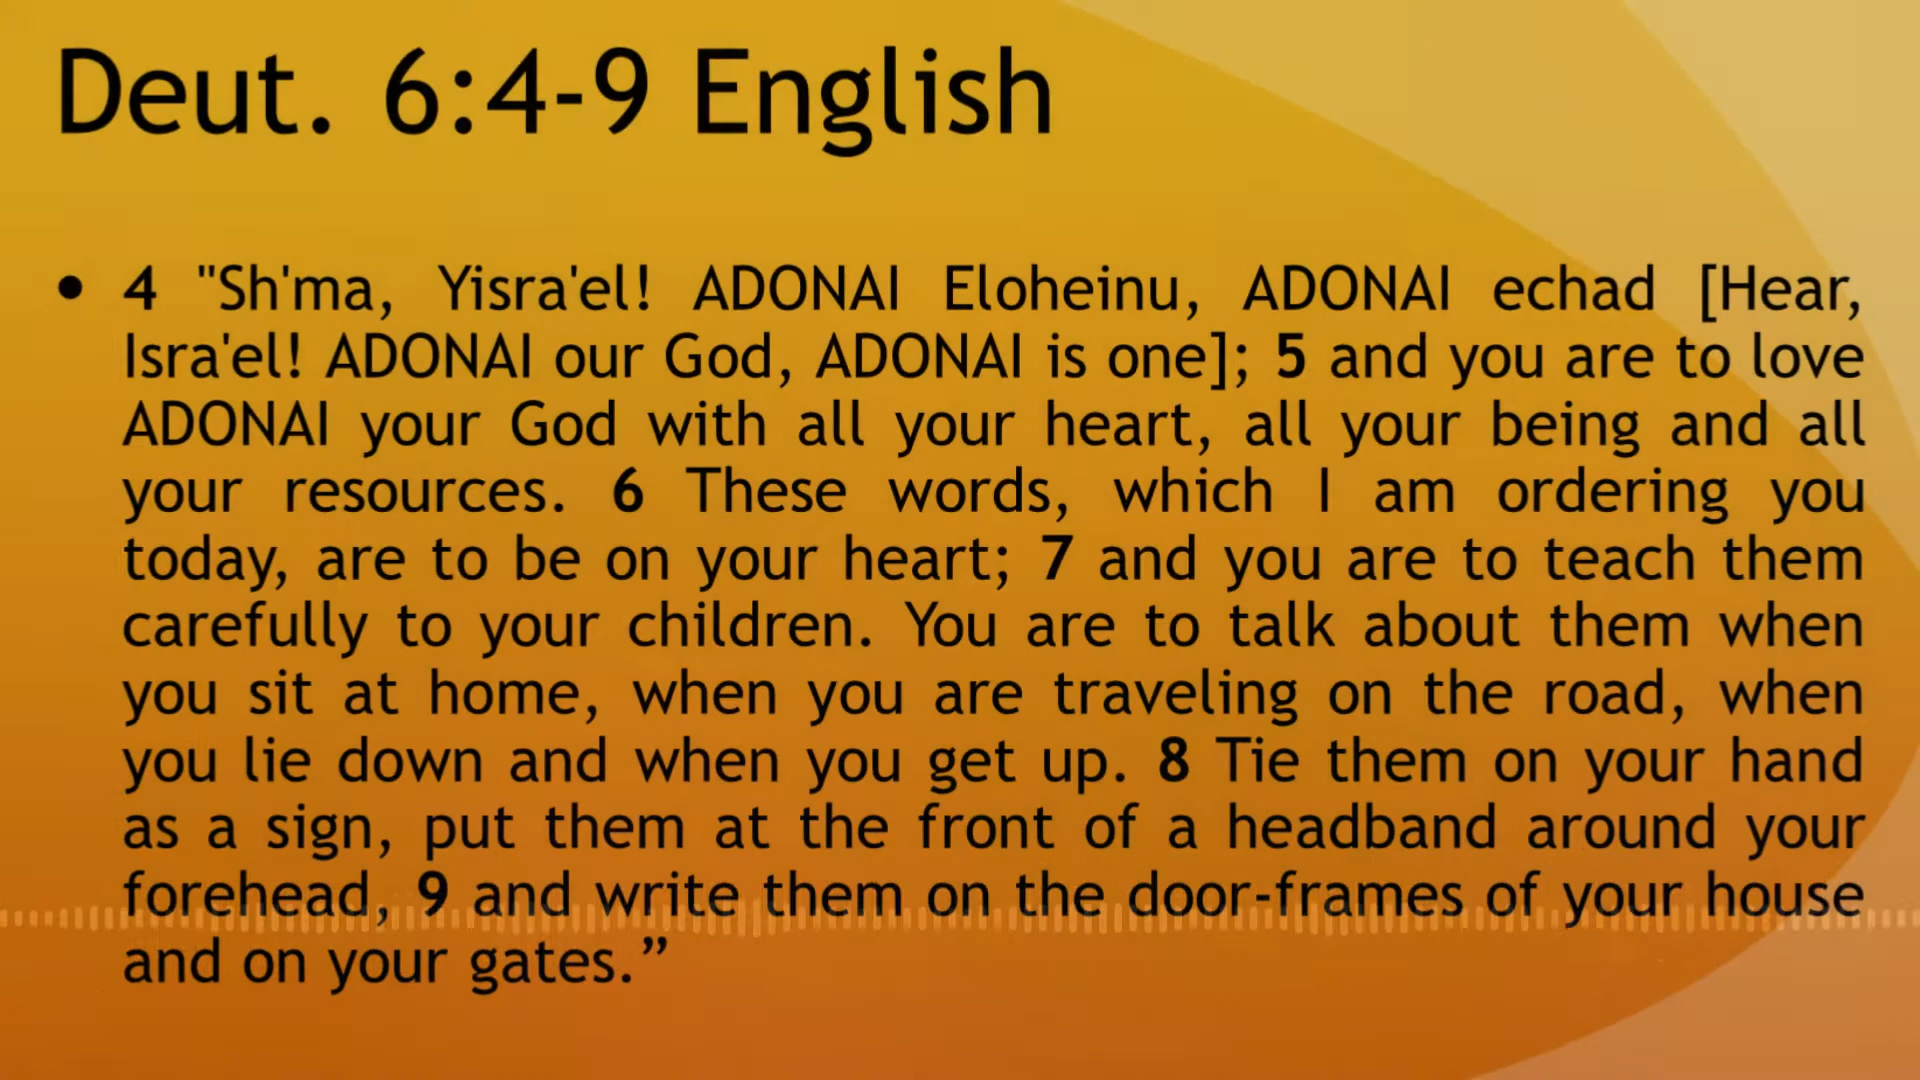 Deut. 6:4-9 English
• 4 "Sh'ma, Yisra'el! ADONAI Eloheinu, ADONAI echad [Hear,
Isra'el! ADONAI our God, ADONAI is one]; 5 and you are to love
ADONAI your God with all your heart, all your being and all
your resources. 6 These words, which I am ordering you
today, are to be on your heart; 7 and you are to teach them
carefully to your children. You are to talk about them when
you sit at home, when you are traveling on the road, when
you lie down and when you get up. 8 Tie them on your hand
as a sign, put them at the front of a headband around your
forehead, 9 and write them on the door-frames of your house
and on your gates.”